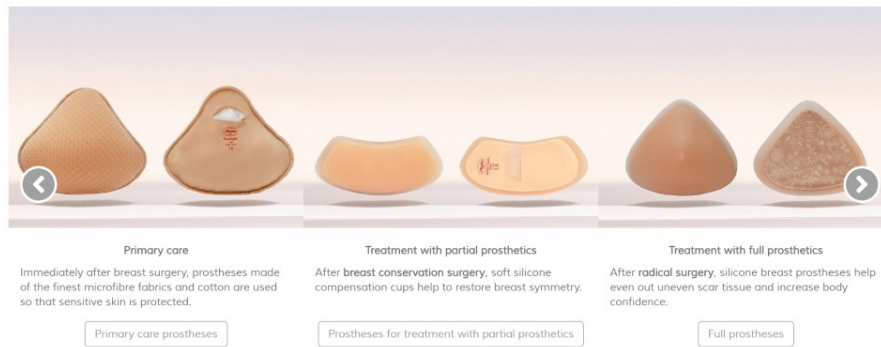 Primary care
Immediately after breast surgery, prostheses made
of the finest microfibre fabrics and cotton are used
so that sensitive skin is protected.
Primary care prostheses
Treatment with partial prosthetics
After breast conservation surgery, soft silicone
compensation cups help to restore breast symmetry.
Prostheses for treatment with partial prosthetics
Treatment with full prosthetics
After radical surgery, silicone breast prostheses help
even out uneven scar tissue and increase body
confidence.
Full prostheses